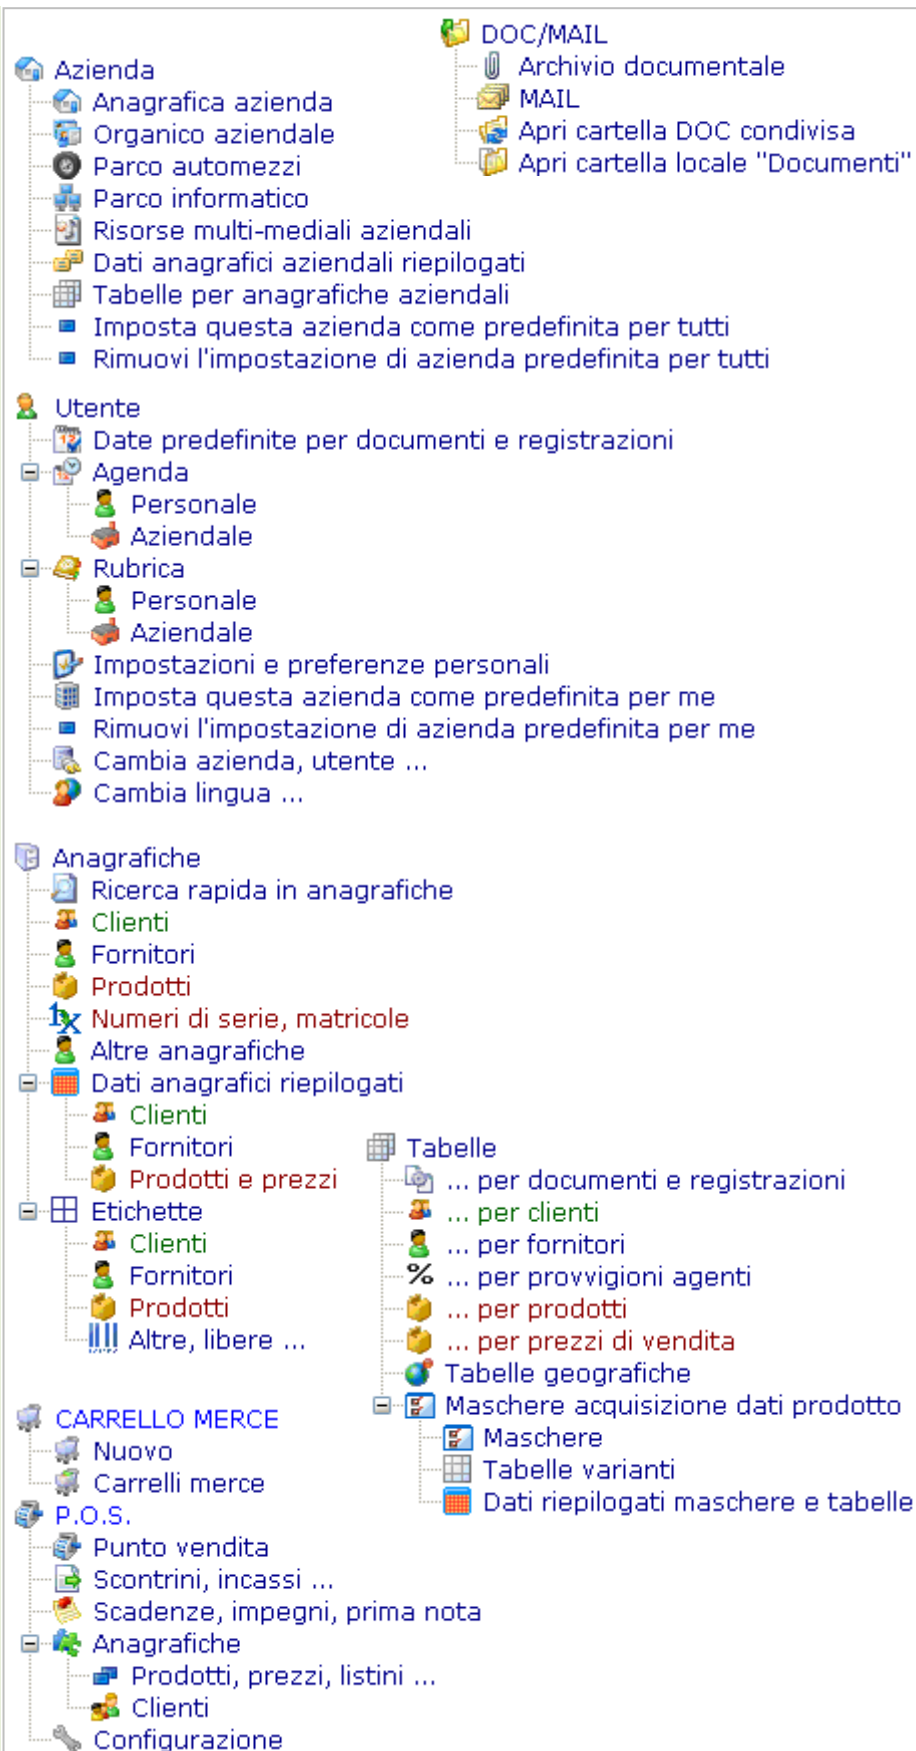 DOC/MAIL
Archivio documentale
MAIL
Apri cartella DOC condivisa
Apri cartella locale "Documenti"
Azienda
Anagrafica azienda
Organico aziendale
Parco automezzi
Parco informatico
Risorse multi-mediali aziendali
Dati anagrafici aziendali riepilogati
Tabelle per anagrafiche aziendali
Imposta questa azienda come predefinita per tutti
Rimuovi l'impostazione di azienda predefinita per tutti
Utente
Date predefinite per documenti e registrazioni
Agenda
Personale
Aziendale
Rubrica
Personale
Aziendale
Impostazioni e preferenze personali
Imposta questa azienda come predefinita per me
Rimuovi l'impostazione di azienda predefinita per me
Cambia azienda, utente ...
Cambia lingua ...
Anagrafiche
Ricerca rapida in anagrafiche
Clienti
Fornitori
Prodotti
Numeri di serie, matricole
Altre anagrafiche
Dati anagrafici riepilogati
Clienti
Fornitori
Prodotti e prezzi
Etichette
Clienti
Fornitori
Prodotti
Altre, libere ...
Tabelle
... per documenti e registrazioni
... per clienti
... per fornitori
... per provvigioni agenti
... per prodotti
... per prezzi di vendita
Tabelle geografiche
Maschere acquisizione dati prodotto
Maschere
Tabelle varianti
Dati riepilogati maschere e tabelle
CARRELLO MERCE
Nuovo
Carrelli merce
P.O.S.
Punto vendita
Scontrini, incassi ...
Scadenze, impegni, prima nota
Anagrafiche
Prodotti, prezzi, listini ...
Clienti
Configurazione